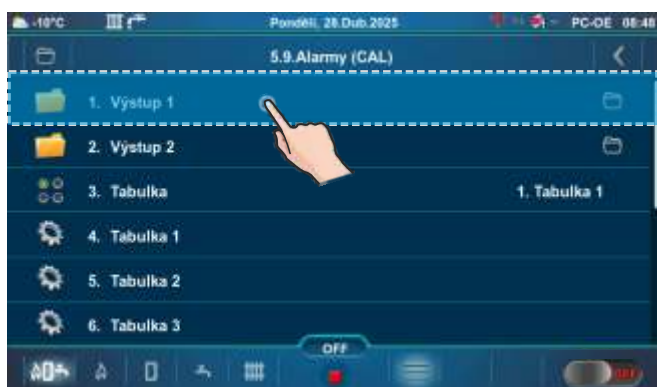 -10°C Pondělí, 28.Dub.2025 PC-OE 08:48
5.9.Alarmy (CAL)
1. Výstup 1
2. Výstup 2
3. Tabulka 1. Tabulka 1
4. Tabulka 1
5. Tabulka 2
6. Tabulka 3
OFF
OFF